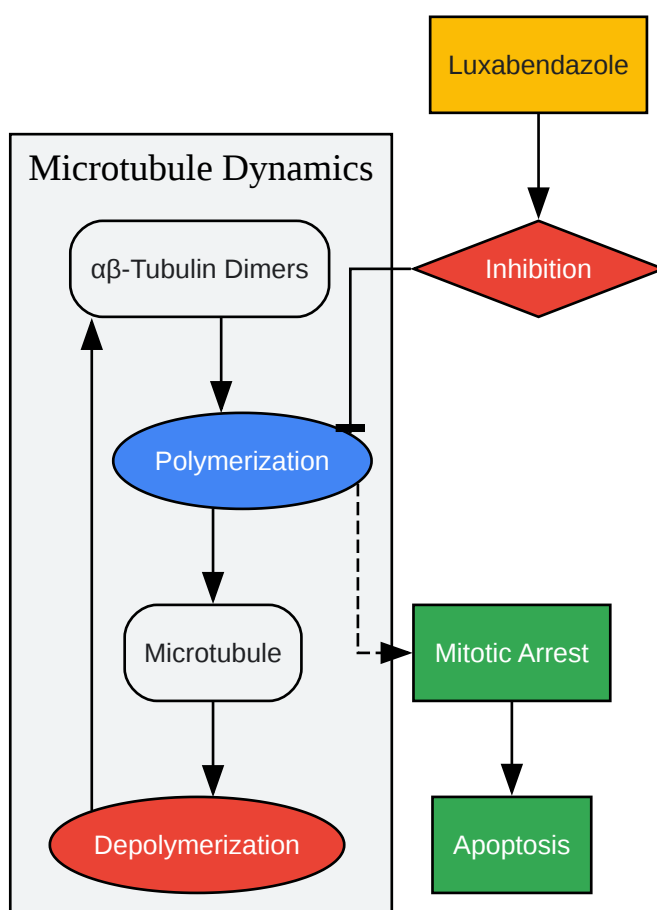 Luxabendazole
Microtubule Dynamics
αβ-Tubulin Dimers
Inhibition
Polymerization
Microtubule
Mitotic Arrest
Depolymerization
Apoptosis